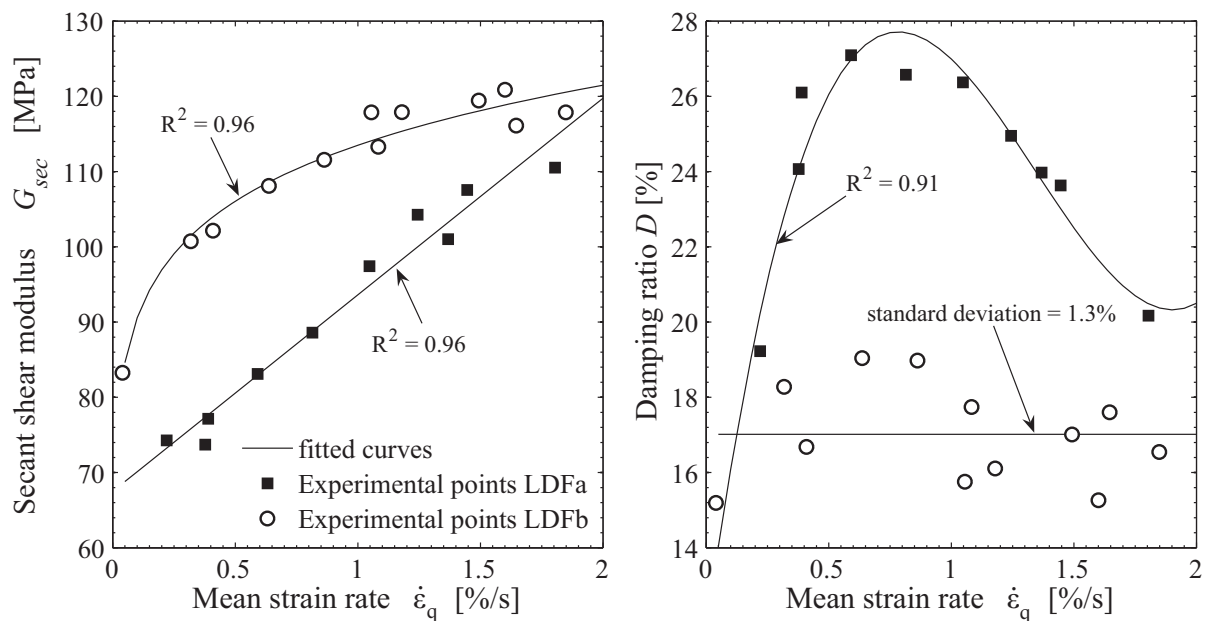 130
120
110
100
90
80
70
60
0
0.5
1
1.5
2
Secant shear modulus G_sec [MPa]
Mean strain rate ε̇_q [%/s]
R² = 0.96
R² = 0.96
fitted curves
Experimental points LDFa
Experimental points LDFb
28
26
24
22
20
18
16
14
0
0.5
1
1.5
2
Damping ratio D [%]
Mean strain rate ε̇_q [%/s]
R² = 0.91
standard deviation = 1.3%